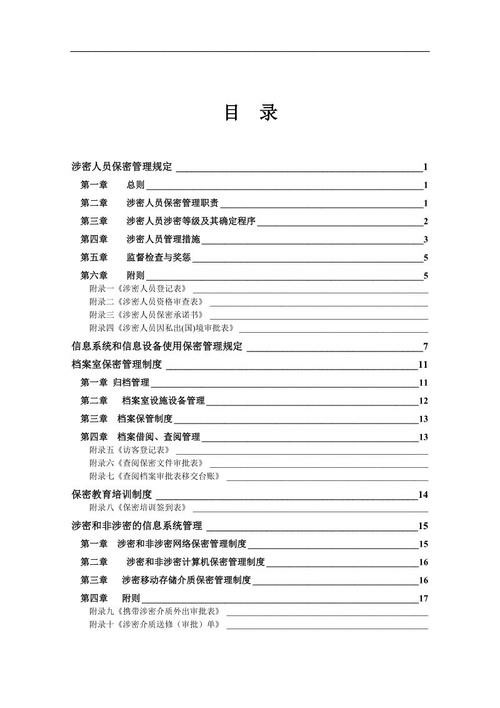 目 录
涉密人员保密管理规定 1
第一章 总则 1
第二章 涉密人员保密管理职责 1
第三章 涉密人员涉密等级及其确定程序 2
第四章 涉密人员管理措施 3
第五章 监督检查与奖惩 5
第六章 附则 5
附录一《涉密人员登记表》
附录二《涉密人员资格审查表》
附录三《涉密人员保密承诺书》
附录四《涉密人员因私出(国)境审批表》
信息系统和信息设备使用保密管理规定 7
档案室保密管理制度 11
第一章 归档管理 11
第二章 档案室设施设备管理 12
第三章 档案保管制度 13
第四章 档案借阅、查阅管理 13
附录五《访客登记表》
附录六《查阅保密文件审批表》
附录七《查阅档案审批表移交台账》
保密教育培训制度 14
附录八《保密培训签到表》
涉密和非涉密的信息系统管理 15
第一章 涉密和非涉密网络保密管理制度 15
第二章 涉密和非涉密计算机保密管理制度 16
第三章 涉密移动存储介质保密管理制度 16
第四章 附则 17
附录九《携带涉密介质外出审批表》
附录十《涉密介质送修（审批）单》